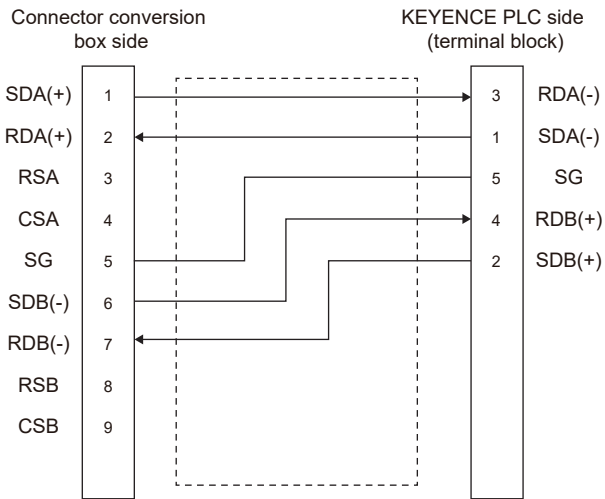 Connector conversion
box side
KEYENCE PLC side
(terminal block)
SDA(+) 1 3 RDA(-)
RDA(+) 2 1 SDA(-)
RSA 3 5 SG
CSA 4 4 RDB(+)
SG 5 2 SDB(+)
SDB(-) 6
RDB(-) 7
RSB 8
CSB 9